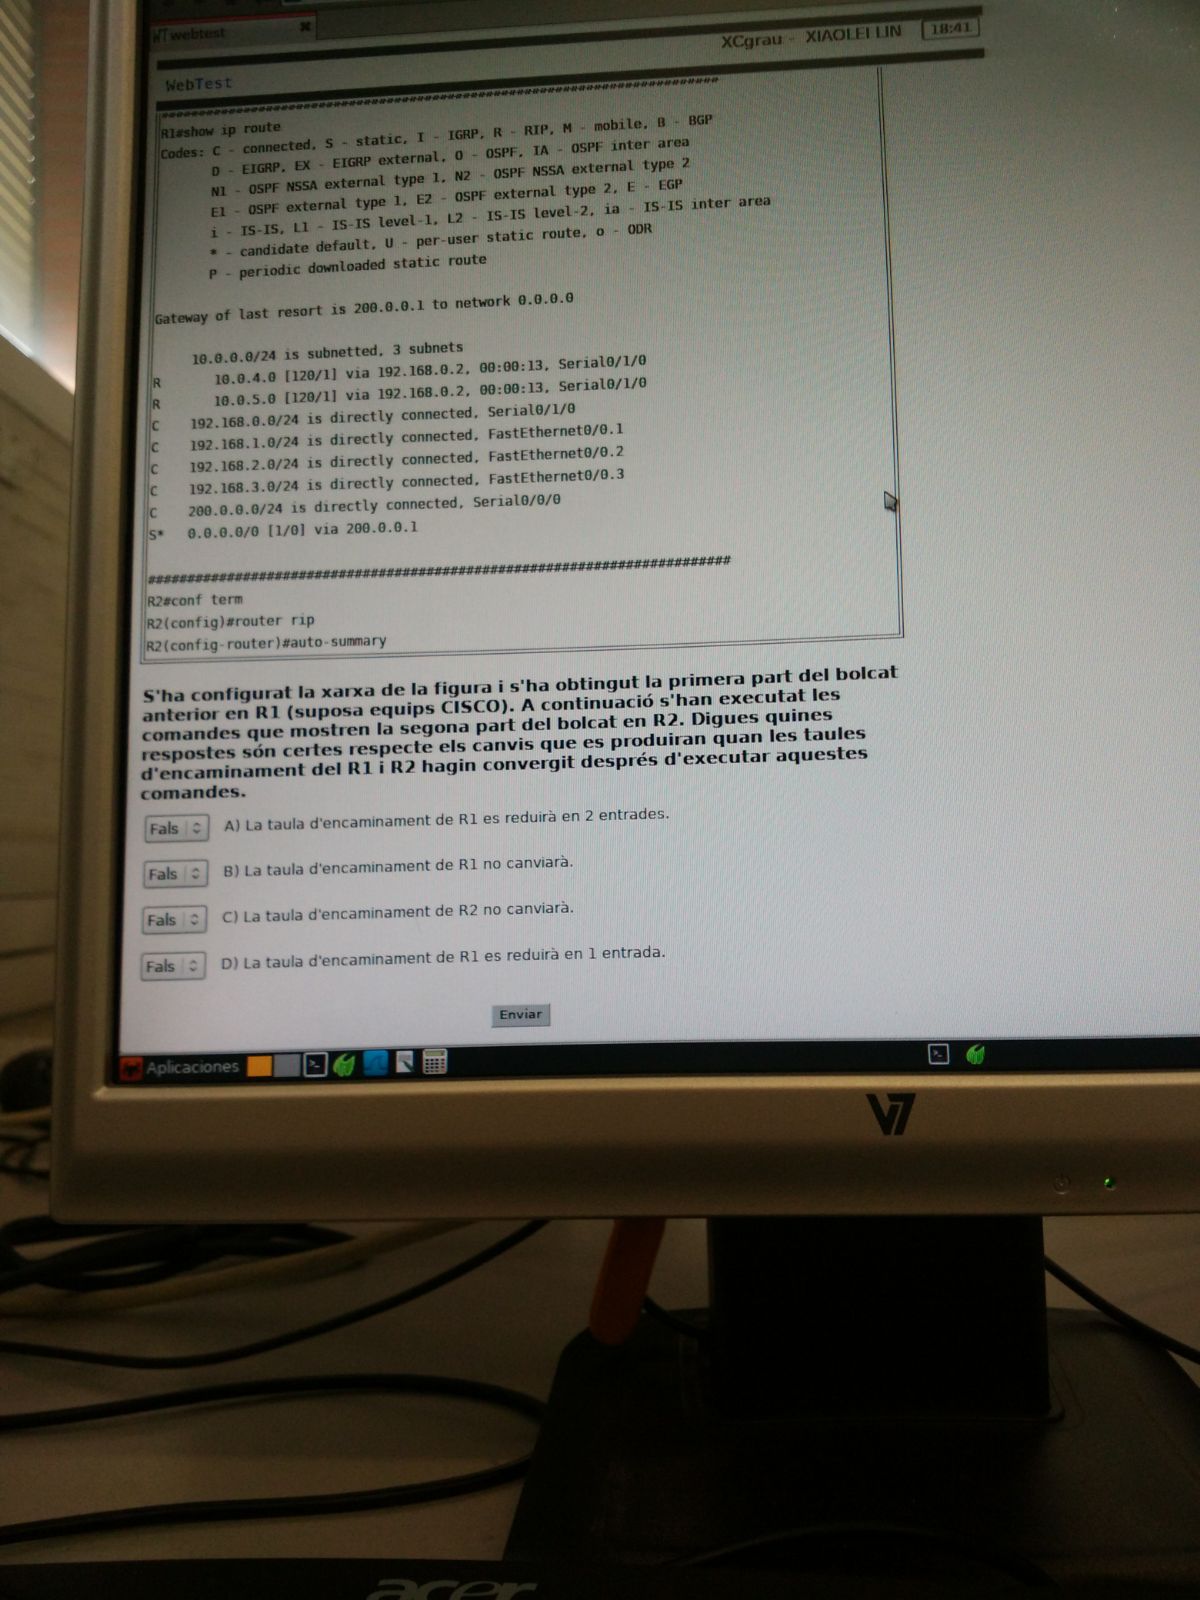 WT webtest
XCgrau - XIAOLEI LIN 18:41
WebTest
R1#show ip route
Codes: C - connected, S - static, I - IGRP, R - RIP, M - mobile, B - BGP
D - EIGRP, EX - EIGRP external, O - OSPF, IA - OSPF inter area
N1 - OSPF NSSA external type 1, N2 - OSPF NSSA external type 2
E1 - OSPF external type 1, E2 - OSPF external type 2, E - EGP
i - IS-IS, L1 - IS-IS level-1, L2 - IS-IS level-2, ia - IS-IS inter area
* - candidate default, U - per-user static route, o - ODR
P - periodic downloaded static route
Gateway of last resort is 200.0.0.1 to network 0.0.0.0
10.0.0.0/24 is subnetted, 3 subnets
R 10.0.4.0 [120/1] via 192.168.0.2, 00:00:13, Serial0/1/0
R 10.0.5.0 [120/1] via 192.168.0.2, 00:00:13, Serial0/1/0
C 192.168.0.0/24 is directly connected, Serial0/1/0
C 192.168.1.0/24 is directly connected, FastEthernet0/0.1
C 192.168.2.0/24 is directly connected, FastEthernet0/0.2
C 192.168.3.0/24 is directly connected, FastEthernet0/0.3
C 200.0.0.0/24 is directly connected, Serial0/0/0
S* 0.0.0.0/0 [1/0] via 200.0.0.1
R2#conf term
R2(config)#router rip
R2(config-router)#auto-summary
S'ha configurat la xarxa de la figura i s'ha obtingut la primera part del bolcat
anterior en R1 (suposa equips CISCO). A continuació s'han executat les
comandes que mostren la segona part del bolcat en R2. Digues quines
respostes són certes respecte els canvis que es produiran quan les taules
d'encaminament del R1 i R2 hagin convergit després d'executar aquestes
comandes.
Fals A) La taula d'encaminament de R1 es reduirà en 2 entrades.
Fals B) La taula d'encaminament de R1 no canviarà.
Fals C) La taula d'encaminament de R2 no canviarà.
Fals D) La taula d'encaminament de R1 es reduirà en 1 entrada.
Enviar
Aplicaciones
V7
acer